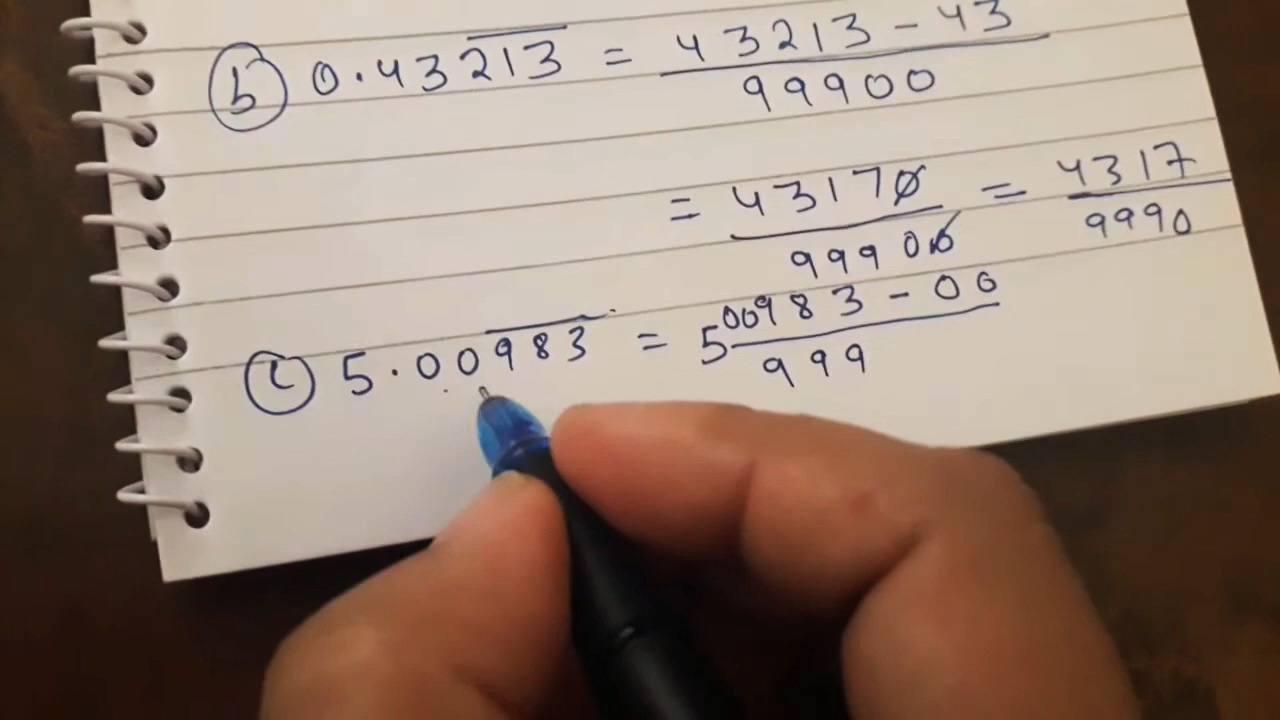 b 0.43213̅ = 43213 - 43 / 99900
= 43170 / 99900 = 4317 / 9990
c 5.00983 = 5 00983 - 00 / 999